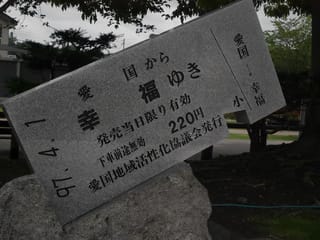 97.4.1
愛国から
幸福ゆき
発売当日限り有効
下車前途無効 220円
愛国地域活性化協議会発行
愛国-幸福
小